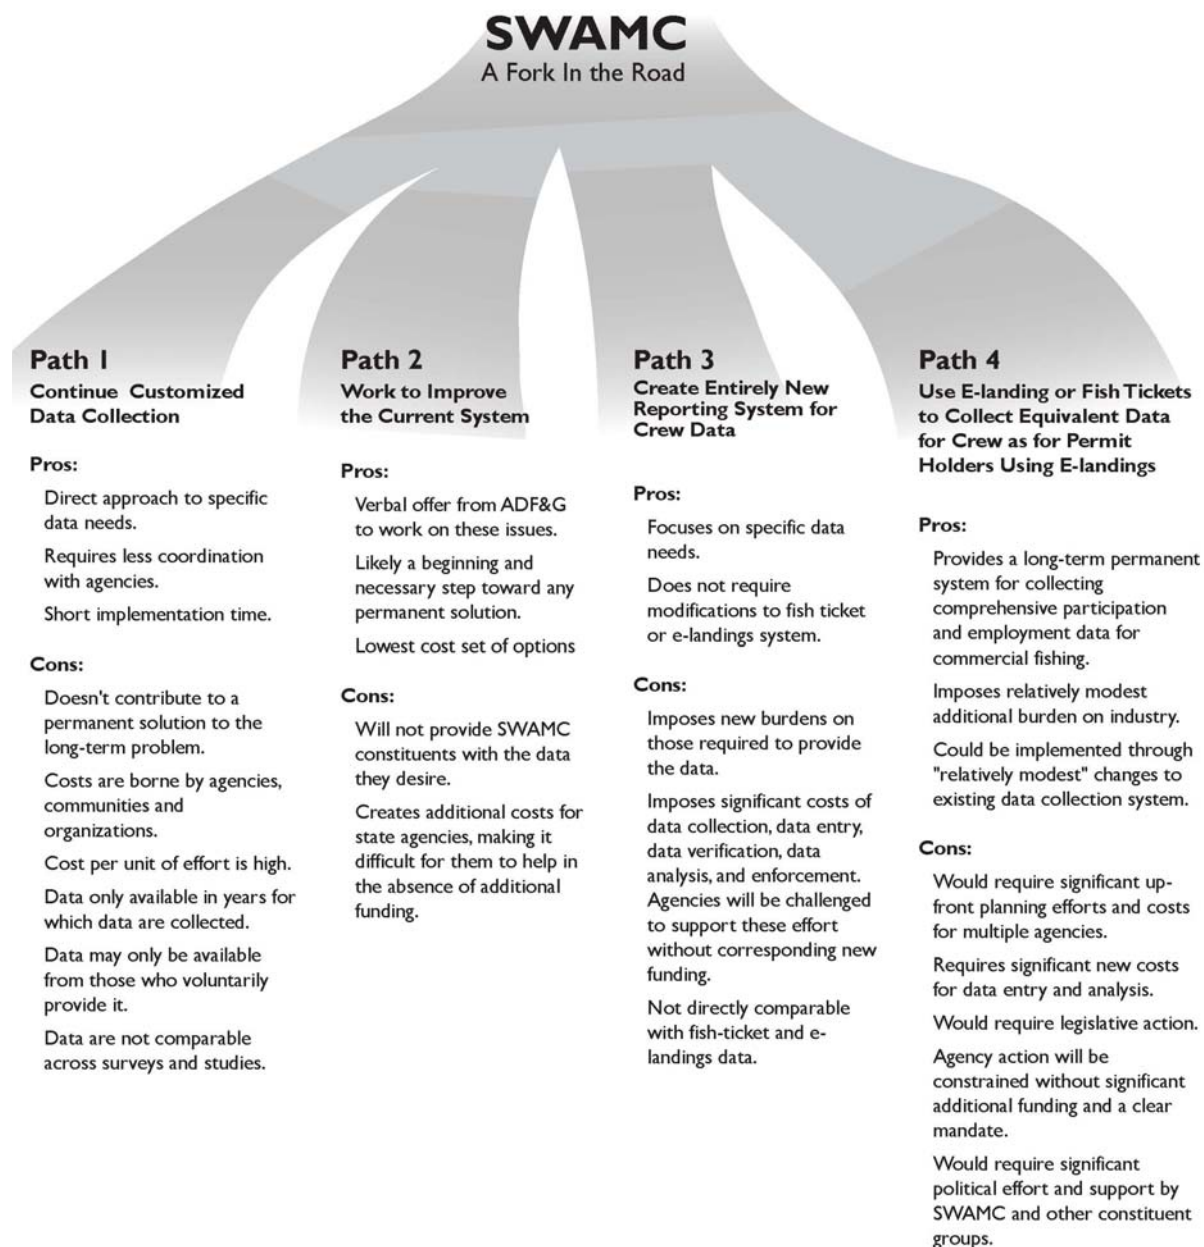 SWAMC
A Fork In the Road
Path 1
Continue Customized
Data Collection
Pros:
Direct approach to specific
data needs.
Requires less coordination
with agencies.
Short implementation time.
Cons:
Doesn't contribute to a
permanent solution to the
long-term problem.
Costs are borne by agencies,
communities and
organizations.
Cost per unit of effort is high.
Data only available in years for
which data are collected.
Data may only be available
from those who voluntarily
provide it.
Data are not comparable
across surveys and studies.
Path 2
Work to Improve
the Current System
Pros:
Verbal offer from ADF&G
to work on these issues.
Likely a beginning and
necessary step toward any
permanent solution.
Lowest cost set of options
Cons:
Will not provide SWAMC
constituents with the data
they desire.
Creates additional costs for
state agencies, making it
difficult for them to help in
the absence of additional
funding.
Path 3
Create Entirely New
Reporting System for
Crew Data
Pros:
Focuses on specific data
needs.
Does not require
modifications to fish ticket
or e-landings system.
Cons:
Imposes new burdens on
those required to provide
the data.
Imposes significant costs of
data collection, data entry,
data verification, data
analysis, and enforcement.
Agencies will be challenged
to support these effort
without corresponding new
funding.
Not directly comparable
with fish-ticket and e-
landings data.
Path 4
Use E-landing or Fish Tickets
to Collect Equivalent Data
for Crew as for Permit
Holders Using E-landings
Pros:
Provides a long-term permanent
system for collecting
comprehensive participation
and employment data for
commercial fishing.
Imposes relatively modest
additional burden on industry.
Could be implemented through
"relatively modest" changes to
existing data collection system.
Cons:
Would require significant up-
front planning efforts and costs
for multiple agencies.
Requires significant new costs
for data entry and analysis.
Would require legislative action.
Agency action will be
constrained without significant
additional funding and a clear
mandate.
Would require significant
political effort and support by
SWAMC and other constituent
groups.